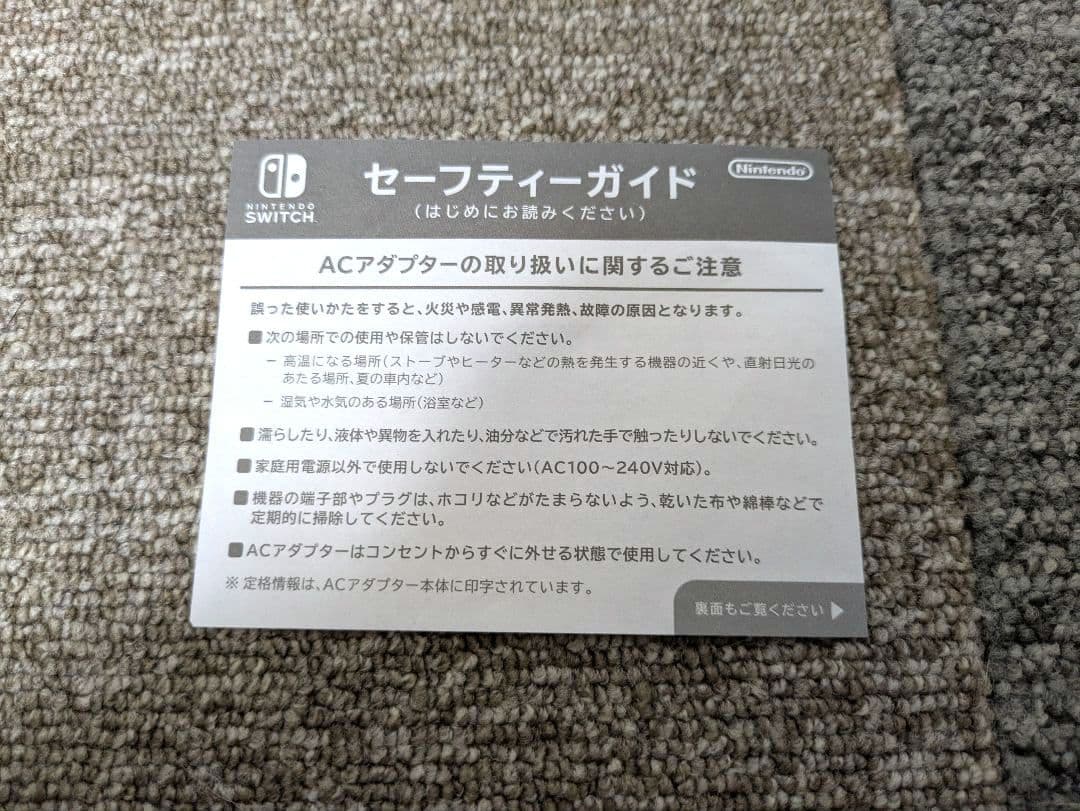 NINTENDO
SWITCH
セーフティーガイド
(はじめにお読みください)
Nintendo
ACアダプターの取り扱いに関するご注意
誤った使いかたをすると、火災や感電、異常発熱、故障の原因となります。
■ 次の場所での使用や保管はしないでください。
− 高温になる場所(ストーブやヒーターなどの熱を発生する機器の近くや、直射日光の
あたる場所、夏の車内など)
− 湿気や水気のある場所(浴室など)
■ 濡らしたり、液体や異物を入れたり、油分などで汚れた手で触ったりしないでください。
■ 家庭用電源以外で使用しないでください(AC100～240V対応)。
■ 機器の端子部やプラグは、ホコリなどがたまらないよう、乾いた布や綿棒などで
定期的に掃除してください。
■ ACアダプターはコンセントからすぐに外せる状態で使用してください。
※ 定格情報は、ACアダプター本体に印字されています。
裏面もご覧ください ▶